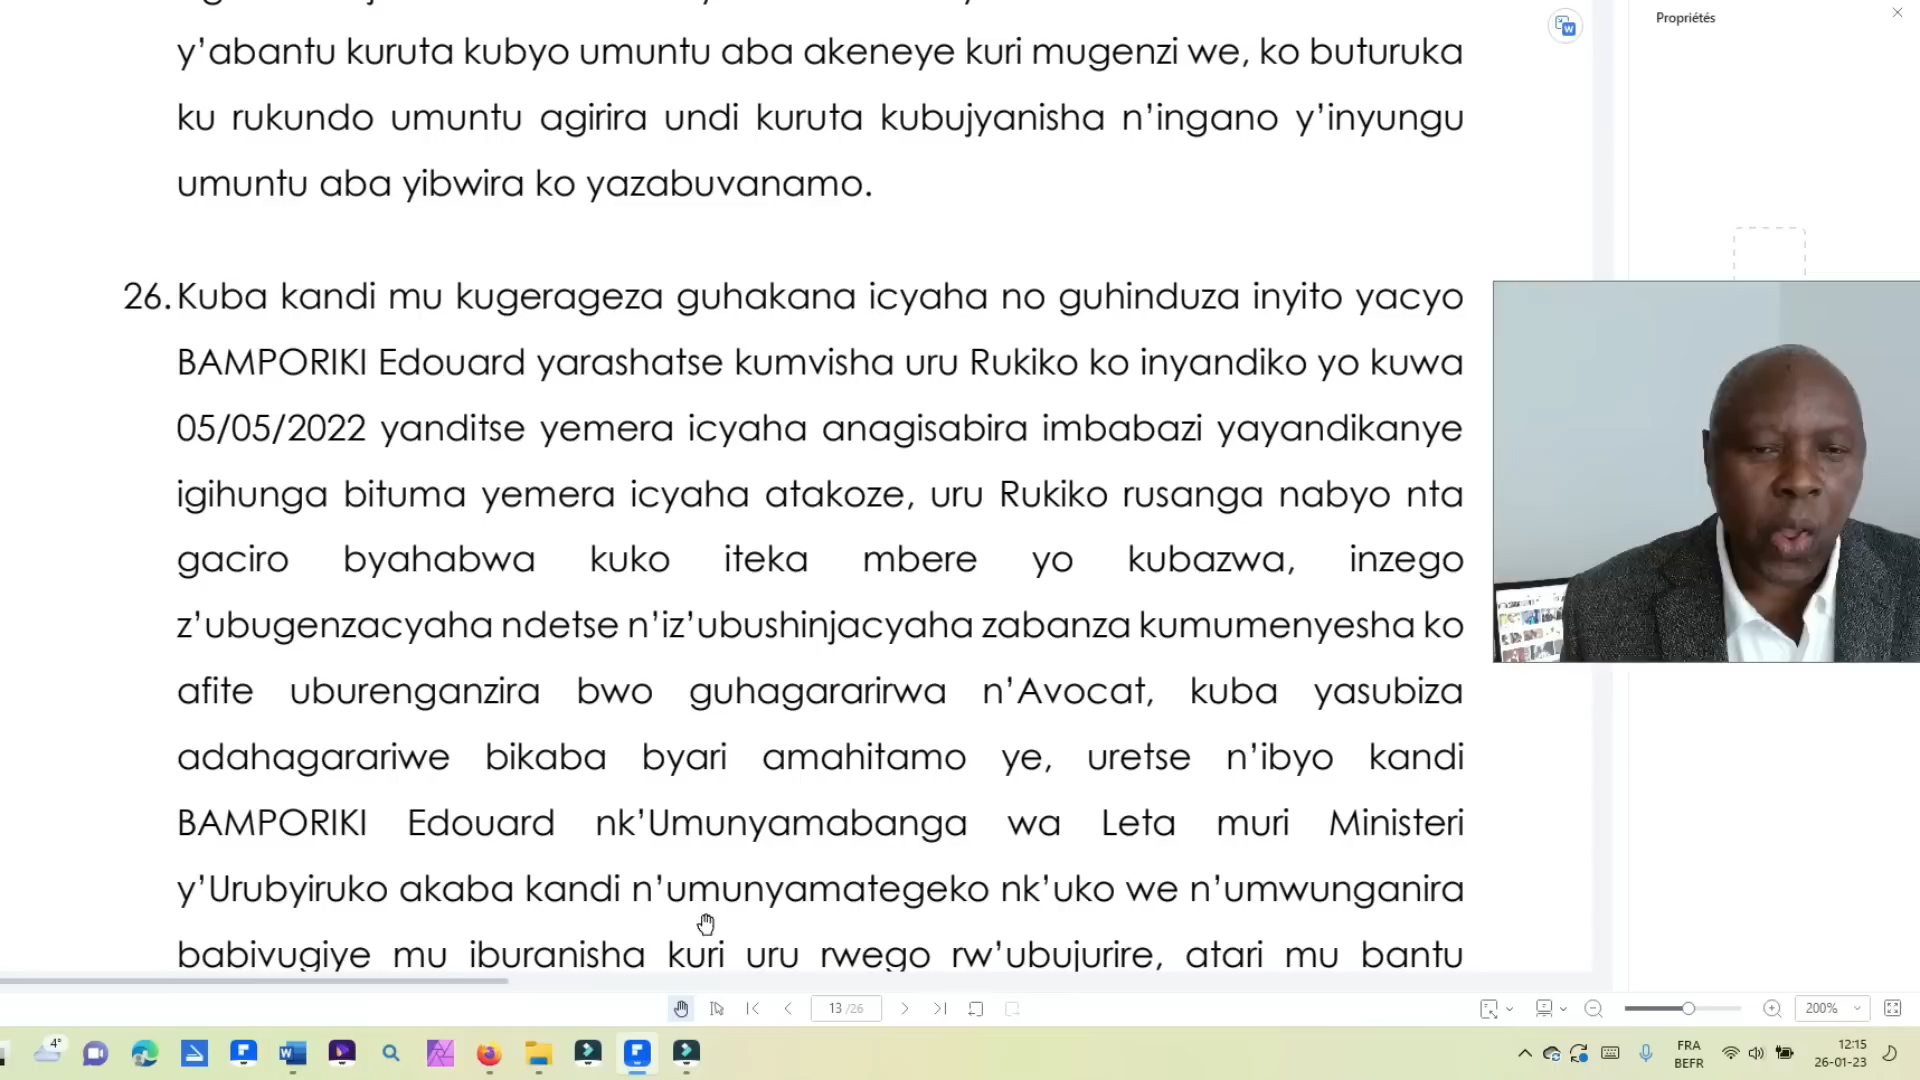 Propriétés
y’abantu kuruta kubyo umuntu aba akeneye kuri mugenzi we, ko buturuka
ku rukundo umuntu agirira undi kuruta kubujyanisha n’ingano y’inyungu
umuntu aba yibwira ko yazabuvanamo.
26. Kuba kandi mu kugerageza guhakana icyaha no guhinduza inyito yacyo
BAMPORIKI Edouard yarashatse kumvisha uru Rukiko ko inyandiko yo kuwa
05/05/2022 yanditse yemera icyaha anagisabira imbabazi yayandikanye
igihunga bituma yemera icyaha atakoze, uru Rukiko rusanga nabyo nta
gaciro byahabwa kuko iteka mbere yo kubazwa, inzego
z’ubugenzacyaha ndetse n’iz’ubushinjacyaha zabanza kumumenyesha ko
afite uburenganzira bwo guhagararirwa n’Avocat, kuba yasubiza
adahagarariwe bikaba byari amahitamo ye, uretse n’ibyo kandi
BAMPORIKI Edouard nk’Umunyamabanga wa Leta muri Ministeri
y’Urubyiruko akaba kandi n’umunyamategeko nk’uko we n’umwunganira
babivugiye mu iburanisha kuri uru rwego rw’ubujurire, atari mu bantu
13 /26
200%
4°
FRA
BEFR
12:15
26-01-23